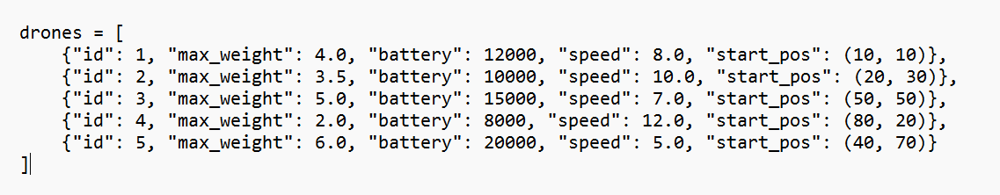 drones = [
    {"id": 1, "max_weight": 4.0, "battery": 12000, "speed": 8.0, "start_pos": (10, 10)},
    {"id": 2, "max_weight": 3.5, "battery": 10000, "speed": 10.0, "start_pos": (20, 30)},
    {"id": 3, "max_weight": 5.0, "battery": 15000, "speed": 7.0, "start_pos": (50, 50)},
    {"id": 4, "max_weight": 2.0, "battery": 8000, "speed": 12.0, "start_pos": (80, 20)},
    {"id": 5, "max_weight": 6.0, "battery": 20000, "speed": 5.0, "start_pos": (40, 70)}
]